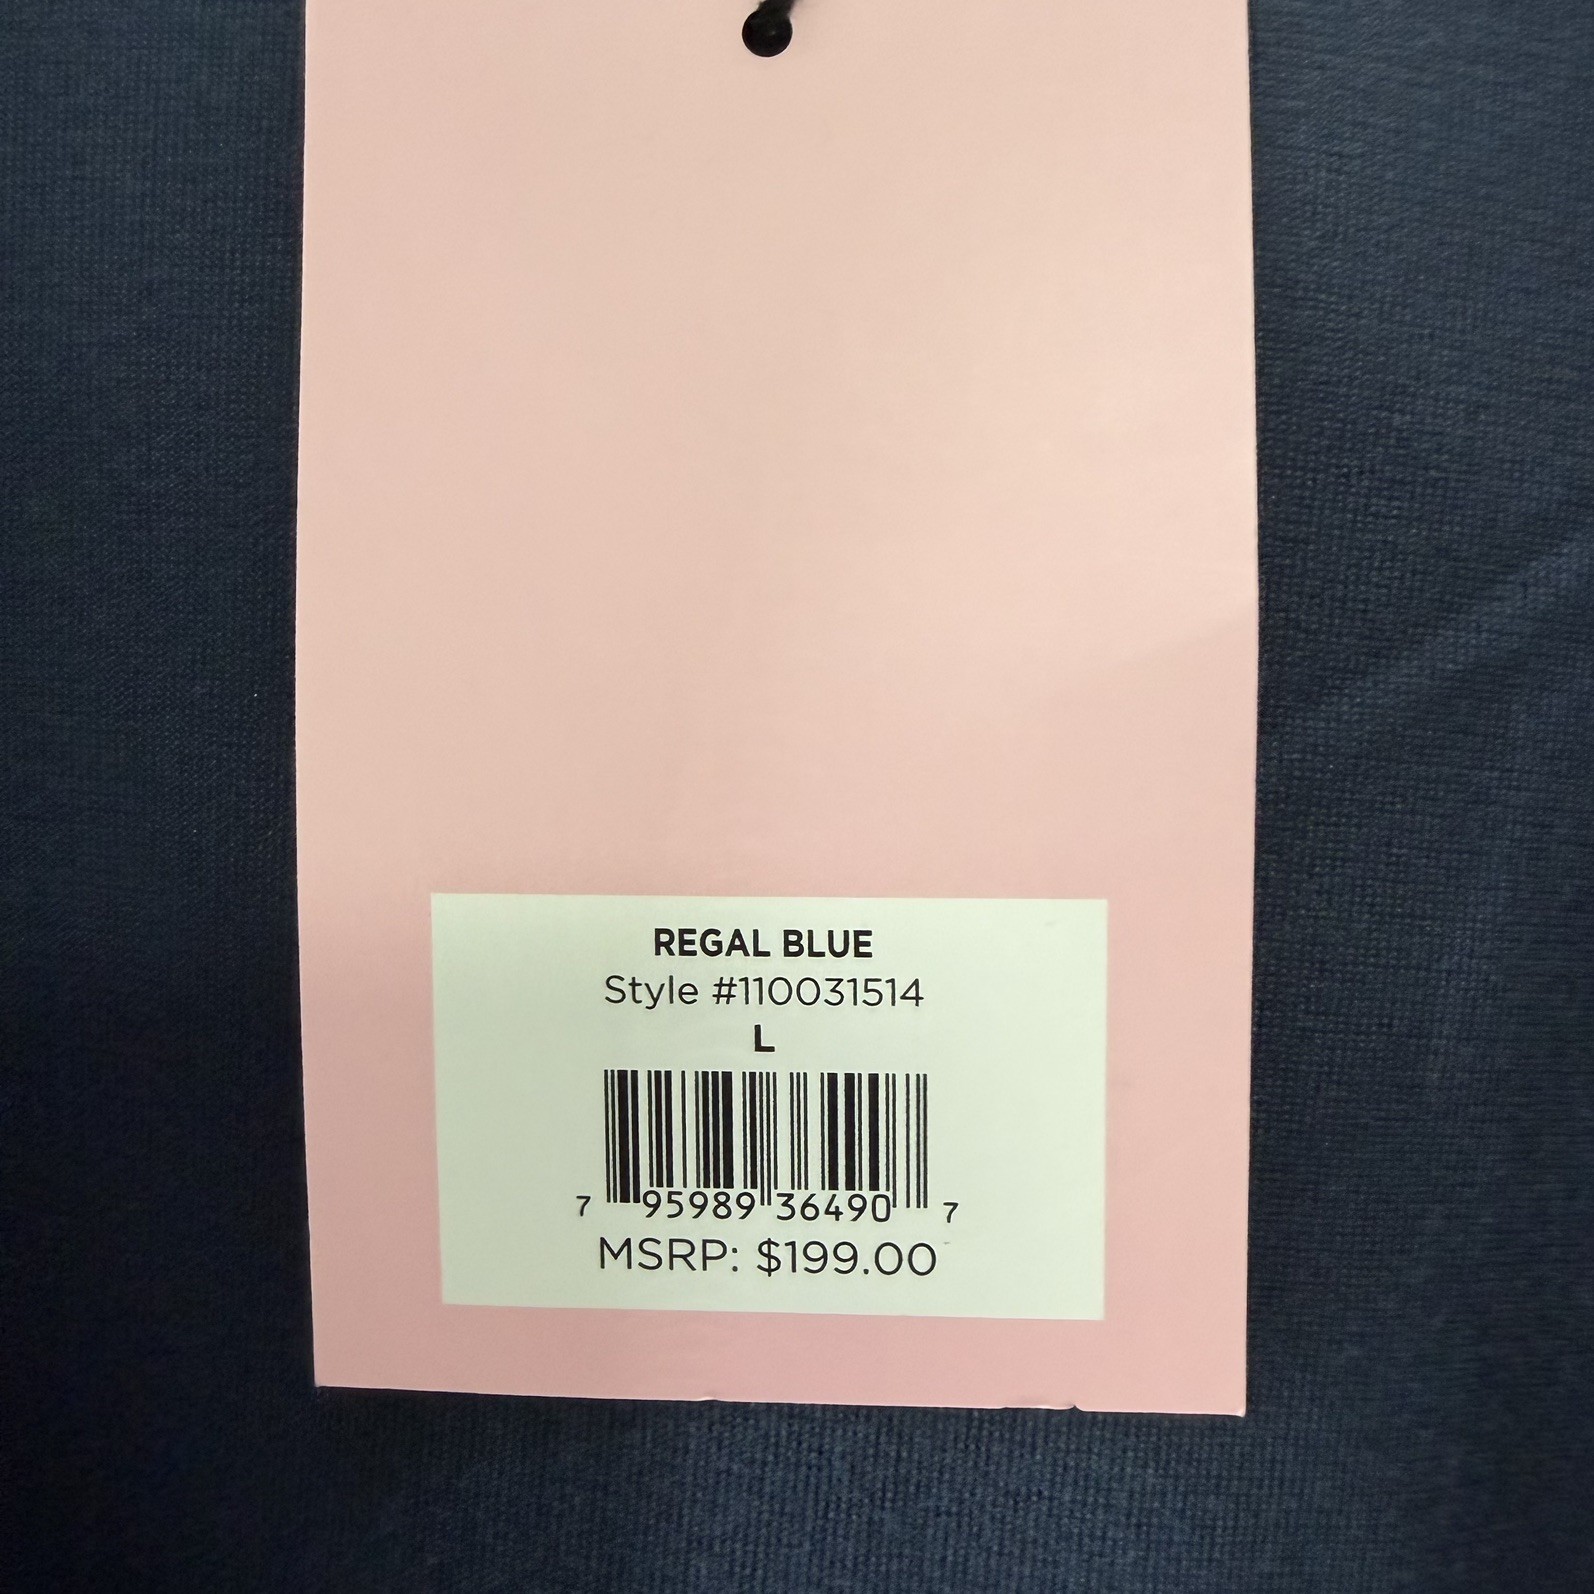 REGAL BLUE
Style #110031514
L
7 95989 36490 7
MSRP: $199.00